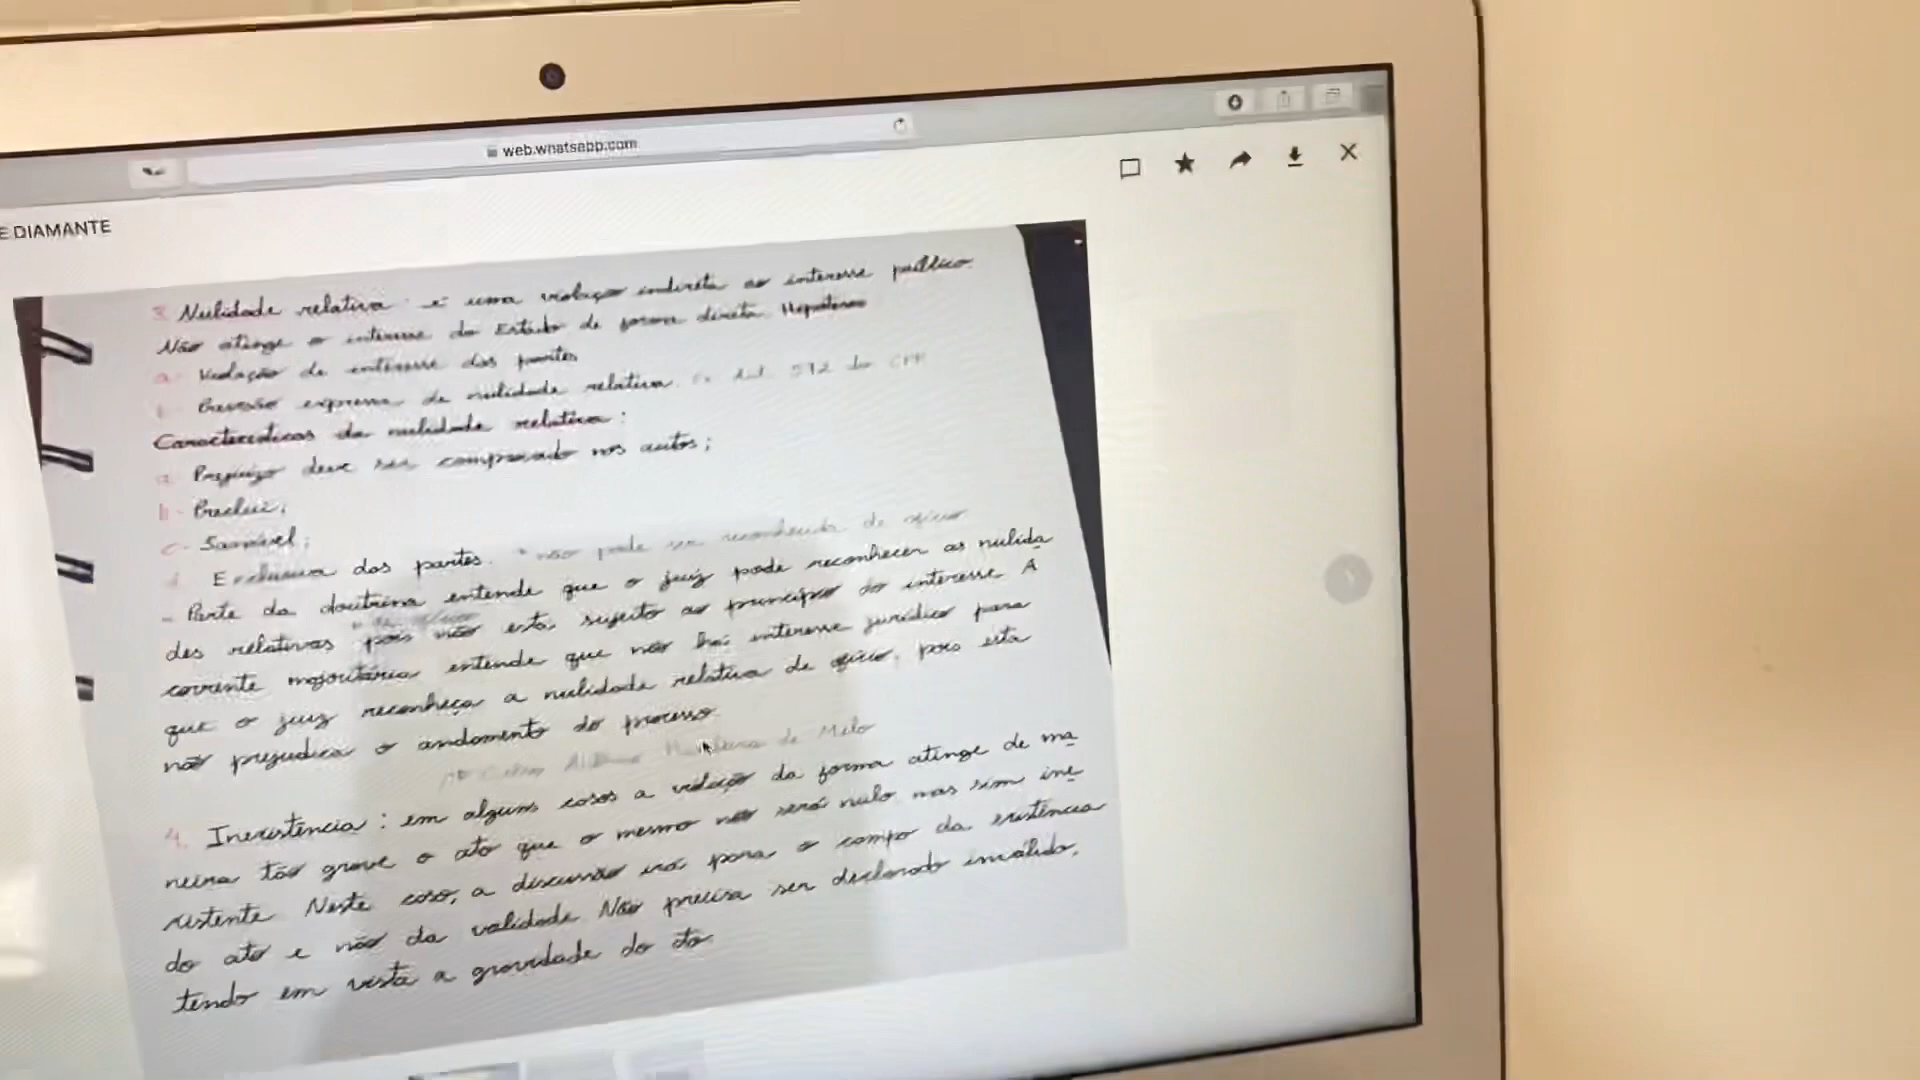 web.whatsapp.com
E DIAMANTE
3. Nulidade relativa: é uma violação indireta ao interesse público.
Não atinge o interesse do Estado de forma direta. Hipóteses
a- Violação de interesse das partes
b- Previsão expressa de nulidade relativa. Ex. Art. 572 do CPP
Características da nulidade relativa:
a- Prejuízo deve ser comprovado nos autos;
b- Preclui;
c- Sanável;
d- Exclusiva das partes. * não pode ser reconhecida de ofício
- Parte da doutrina entende que o juiz pode reconhecer as nulida
des relativas pois não está sujeito ao princípio do interesse. A
corrente majoritária entende que não há interesse jurídico para
que o juiz reconheça a nulidade relativa de ofício, pois esta
não prejudica o andamento do processo.
de Melo
4. Inexistência: em alguns casos a violação da forma atinge de ma
neira tão grave o ato que o mesmo não será nulo mas sim ine
xistente. Neste caso, a discussão irá para o campo da existência
do ato e não da validade. Não precisa ser declarado inválido,
tendo em vista a gravidade do ato.